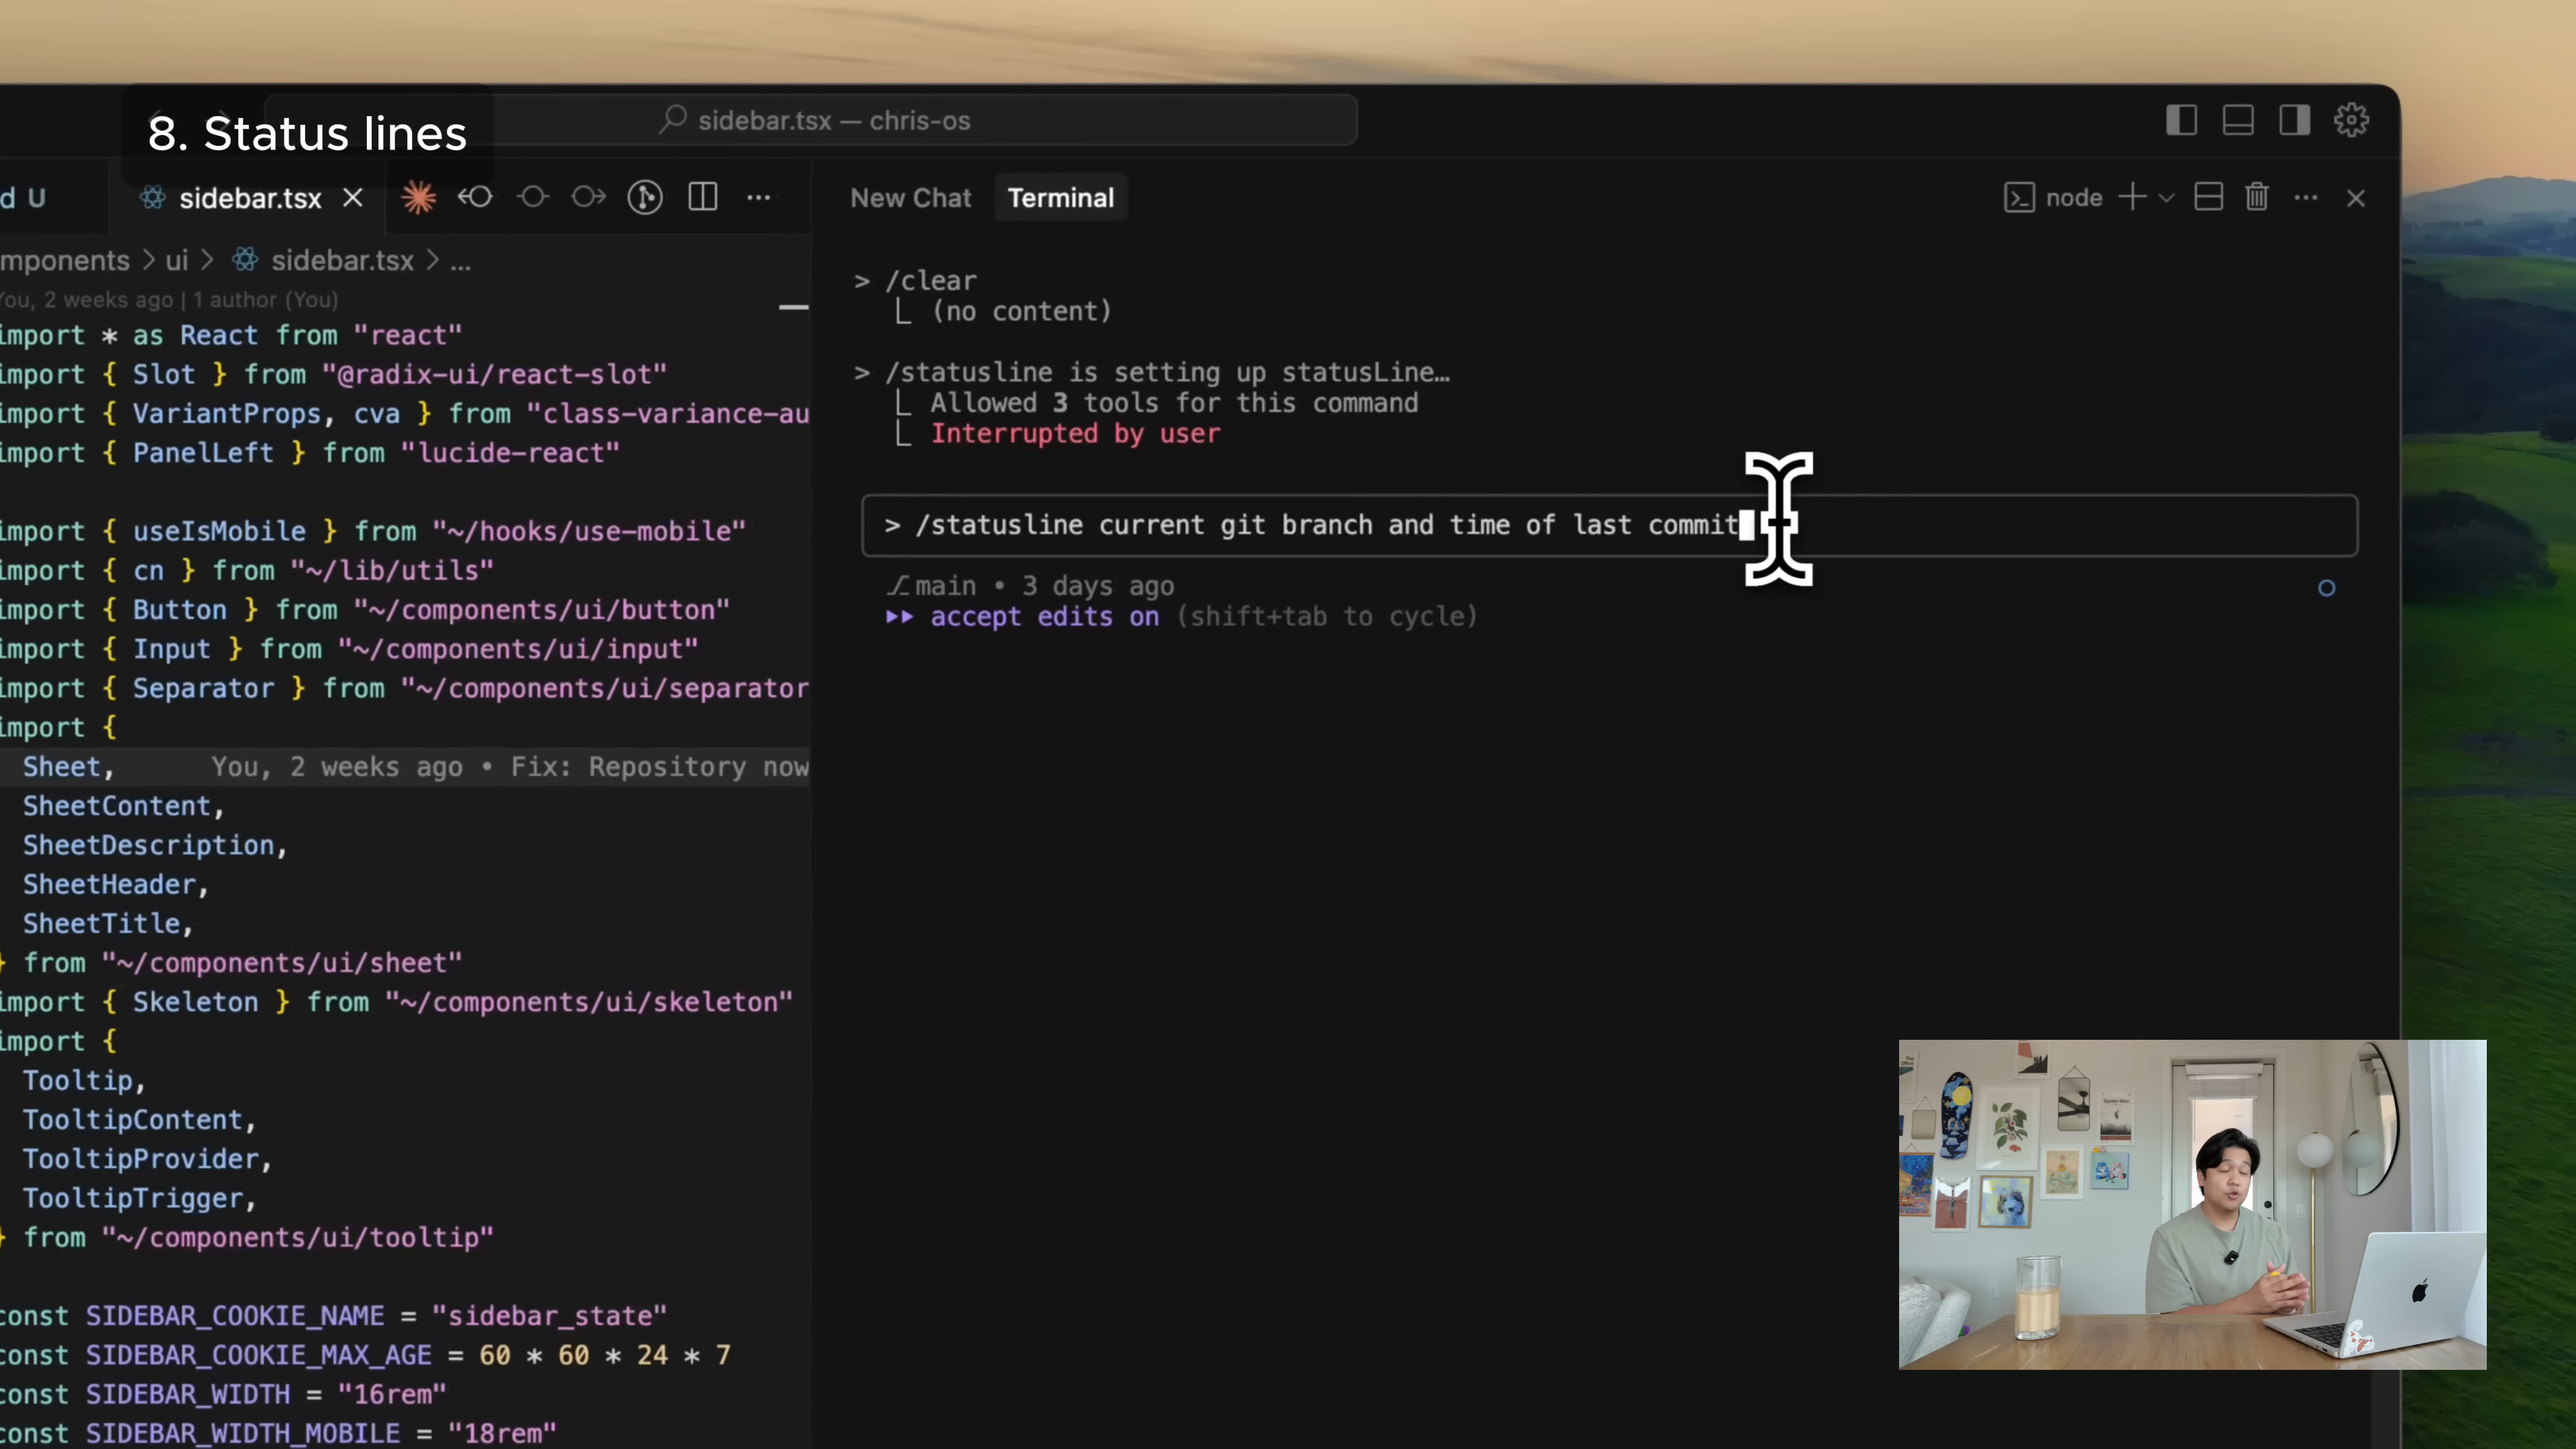 8. Status lines
sidebar.tsx — chris-os
d U
sidebar.tsx
mponents > ui > sidebar.tsx > ...
You, 2 weeks ago | 1 author (You)
import * as React from "react"
import { Slot } from "@radix-ui/react-slot"
import { VariantProps, cva } from "class-variance-au
import { PanelLeft } from "lucide-react"
import { useIsMobile } from "~/hooks/use-mobile"
import { cn } from "~/lib/utils"
import { Button } from "~/components/ui/button"
import { Input } from "~/components/ui/input"
import { Separator } from "~/components/ui/separator
import {
Sheet, You, 2 weeks ago • Fix: Repository now
SheetContent,
SheetDescription,
SheetHeader,
SheetTitle,
} from "~/components/ui/sheet"
import { Skeleton } from "~/components/ui/skeleton"
import {
Tooltip,
TooltipContent,
TooltipProvider,
TooltipTrigger,
} from "~/components/ui/tooltip"
const SIDEBAR_COOKIE_NAME = "sidebar_state"
const SIDEBAR_COOKIE_MAX_AGE = 60 * 60 * 24 * 7
const SIDEBAR_WIDTH = "16rem"
const SIDEBAR_WIDTH_MOBILE = "18rem"
New Chat Terminal
node
> /clear
(no content)
> /statusline is setting up statusLine…
Allowed 3 tools for this command
Interrupted by user
> /statusline current git branch and time of last commit
main • 3 days ago
accept edits on (shift+tab to cycle)